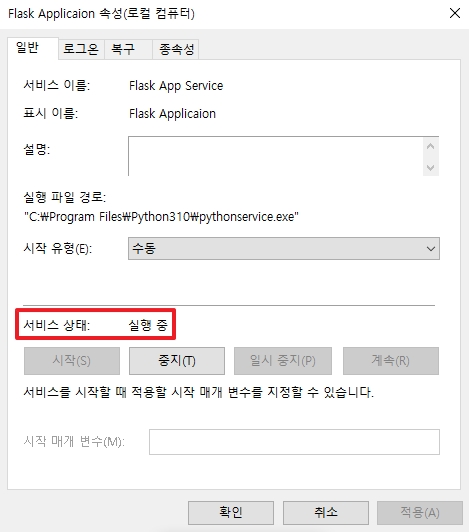 Flask Applicaion 속성(로컬 컴퓨터)
일반 로그온 복구 종속성
서비스 이름: Flask App Service
표시 이름: Flask Applicaion
설명:
실행 파일 경로:
"C:₩Program Files₩Python310₩pythonservice.exe"
시작 유형(E): 수동
서비스 상태: 실행 중
시작(S) 중지(T) 일시 중지(P) 계속(R)
서비스를 시작할 때 적용할 시작 매개 변수를 지정할 수 있습니다.
시작 매개 변수(M):
확인 취소 적용(A)